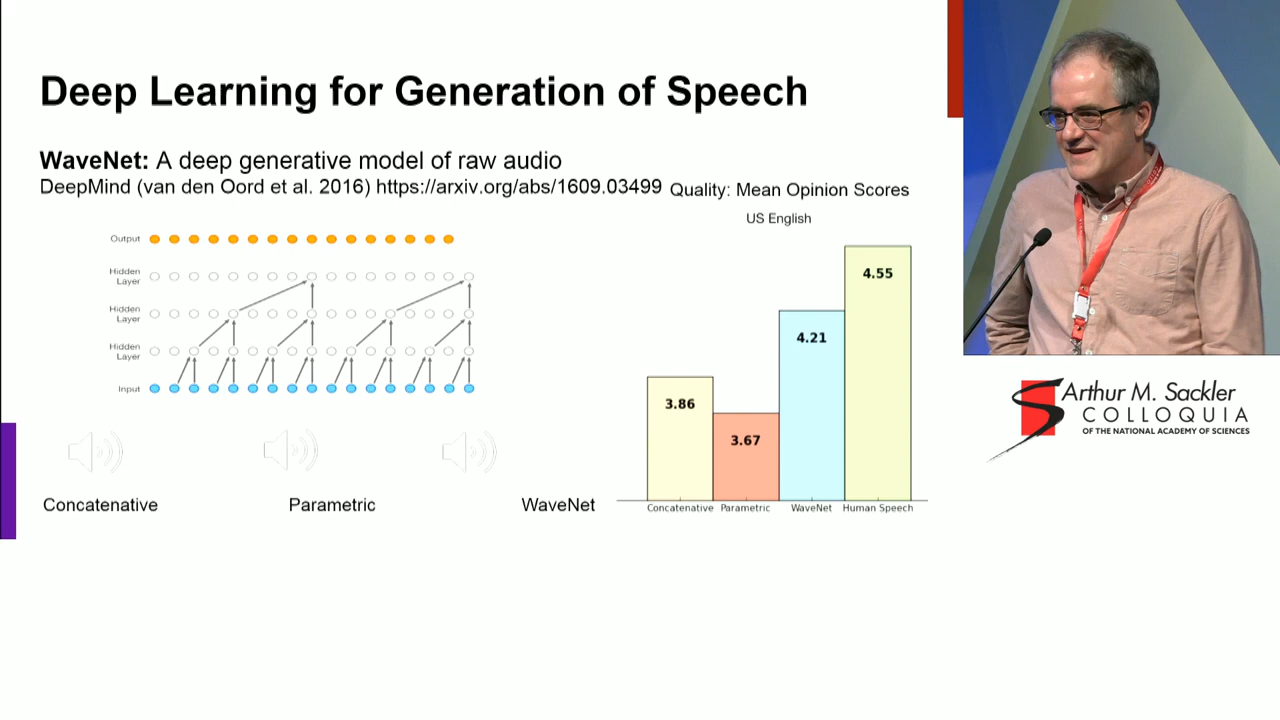 Deep Learning for Generation of Speech
WaveNet: A deep generative model of raw audio
DeepMind (van den Oord et al. 2016) https://arxiv.org/abs/1609.03499
Quality: Mean Opinion Scores
US English
Output
Hidden
Layer
Hidden
Layer
Hidden
Layer
Input
Concatenative
Parametric
WaveNet
3.86
3.67
4.21
4.55
Concatenative
Parametric
WaveNet
Human Speech
Arthur M. Sackler
COLLOQUIA
OF THE NATIONAL ACADEMY OF SCIENCES